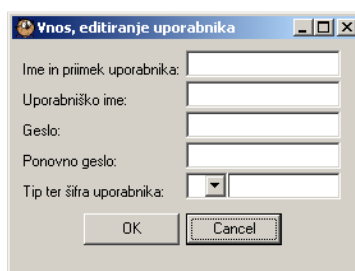 Vnos, editiranje uporabnika
Ime in priimek uporabnika:
Uporabniško ime:
Geslo:
Ponovno geslo:
Tip ter šifra uporabnika:
OK Cancel